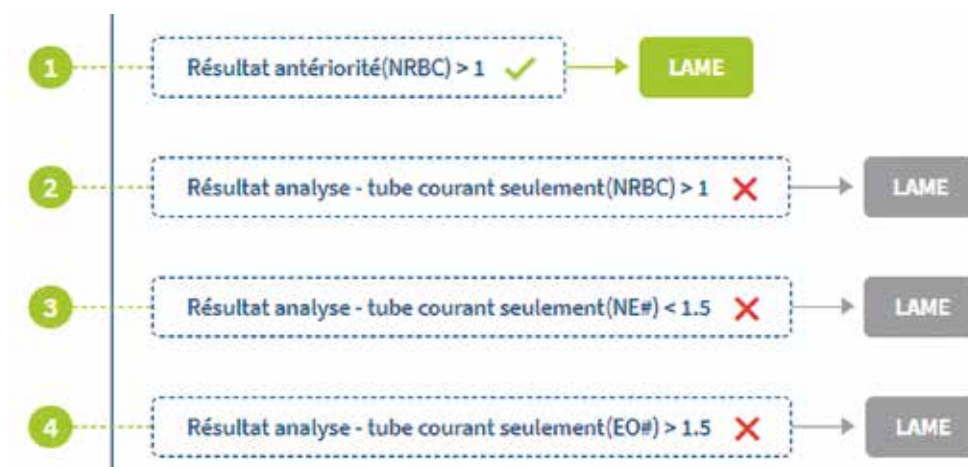 1 Résultat antériorité(NRBC) > 1 LAME
2 Résultat analyse - tube courant seulement(NRBC) > 1 LAME
3 Résultat analyse - tube courant seulement(NE#) < 1.5 LAME
4 Résultat analyse - tube courant seulement(EO#) > 1.5 LAME